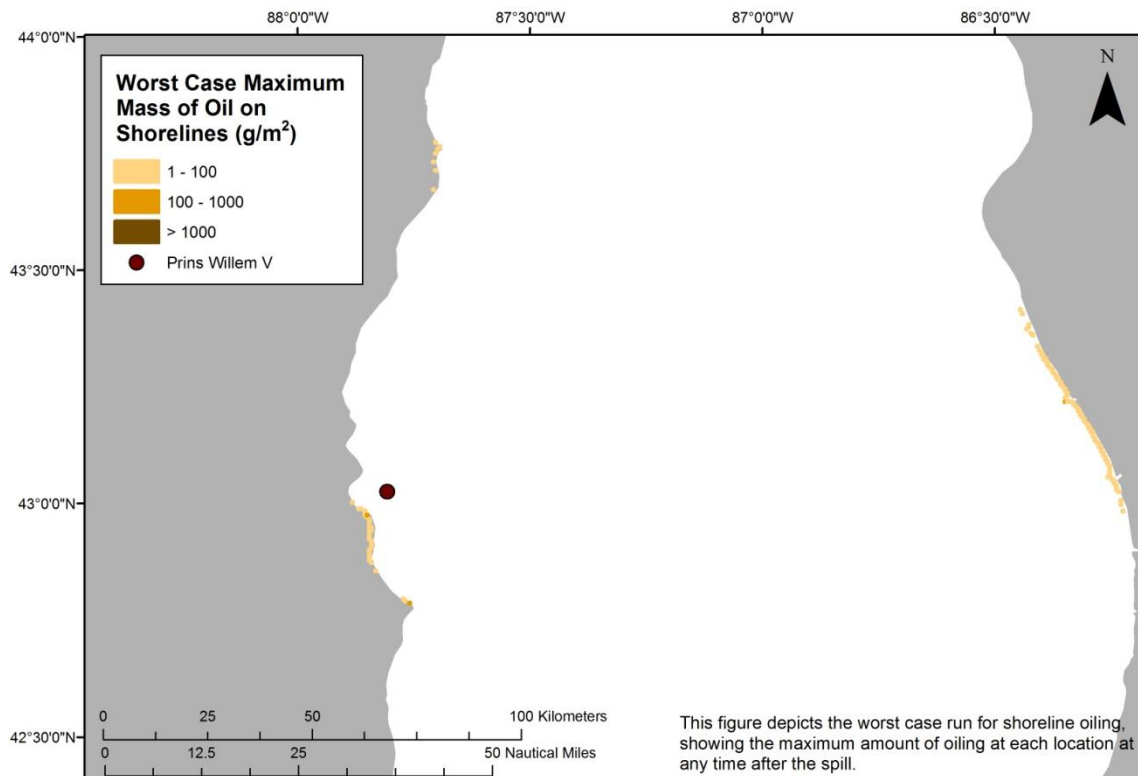 88°0'0"W 87°30'0"W 87°0'0"W 86°30'0"W
44°0'0"N
Worst Case Maximum
Mass of Oil on
Shorelines (g/m²)
1 - 100
100 - 1000
> 1000
Prins Willem V
N
43°30'0"N
43°0'0"N
42°30'0"N
0 25 50 100 Kilometers
0 12.5 25 50 Nautical Miles
This figure depicts the worst case run for shoreline oiling,
showing the maximum amount of oiling at each location at
any time after the spill.